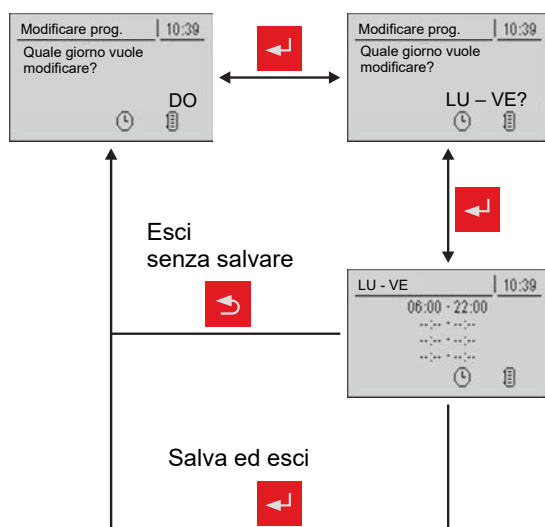 Modificare prog. 10:39
Quale giorno vuole
modificare?
DO
Modificare prog. 10:39
Quale giorno vuole
modificare?
LU – VE?
Esci
senza salvare
LU - VE 10:39
06:00 - 22:00
--:-- - --:--
--:-- - --:--
--:-- - --:--
Salva ed esci